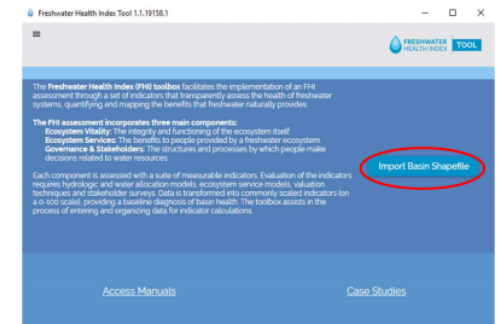 Freshwater Health Index Tool 1.1.19158.1
FRESHWATER
HEALTH INDEX
TOOL
The Freshwater Health Index (FHI) toolbox facilitates the implementation of an FHI
assessment through a set of indicators that transparently assess the health of freshwater
systems, quantifying and mapping the benefits that freshwater naturally provides.
The FHI assessment incorporates three main components:
Ecosystem Vitality: The integrity and functioning of the ecosystem itself
Ecosystem Services: The benefits to people provided by a freshwater ecosystem
Governance & Stakeholders: The structures and processes by which people make
decisions related to water resources.
Each component is assessed with a suite of measurable indicators. Evaluation of the indicators
requires hydrologic and water allocation models, ecosystem service models, valuation
techniques and stakeholder surveys. Data is transformed into commonly scaled indicators (on
a 0-100 scale), providing a baseline diagnosis of basin health. The toolbox assists in the
process of entering and organizing data for indicator calculations.
Import Basin Shapefile
Access Manuals
Case Studies